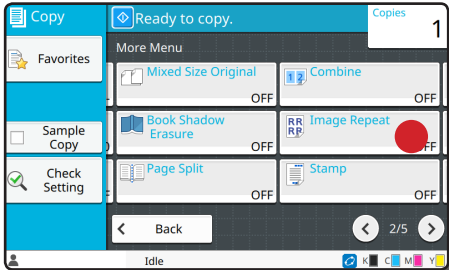 Copy
Ready to copy.
Copies
1
More Menu
Favorites
Mixed Size Original
OFF
Combine
OFF
Sample
Copy
Book Shadow
Erasure
OFF
Image Repeat
Check
Setting
Page Split
OFF
Stamp
OFF
Back
2/5
Idle
K
C
M
Y